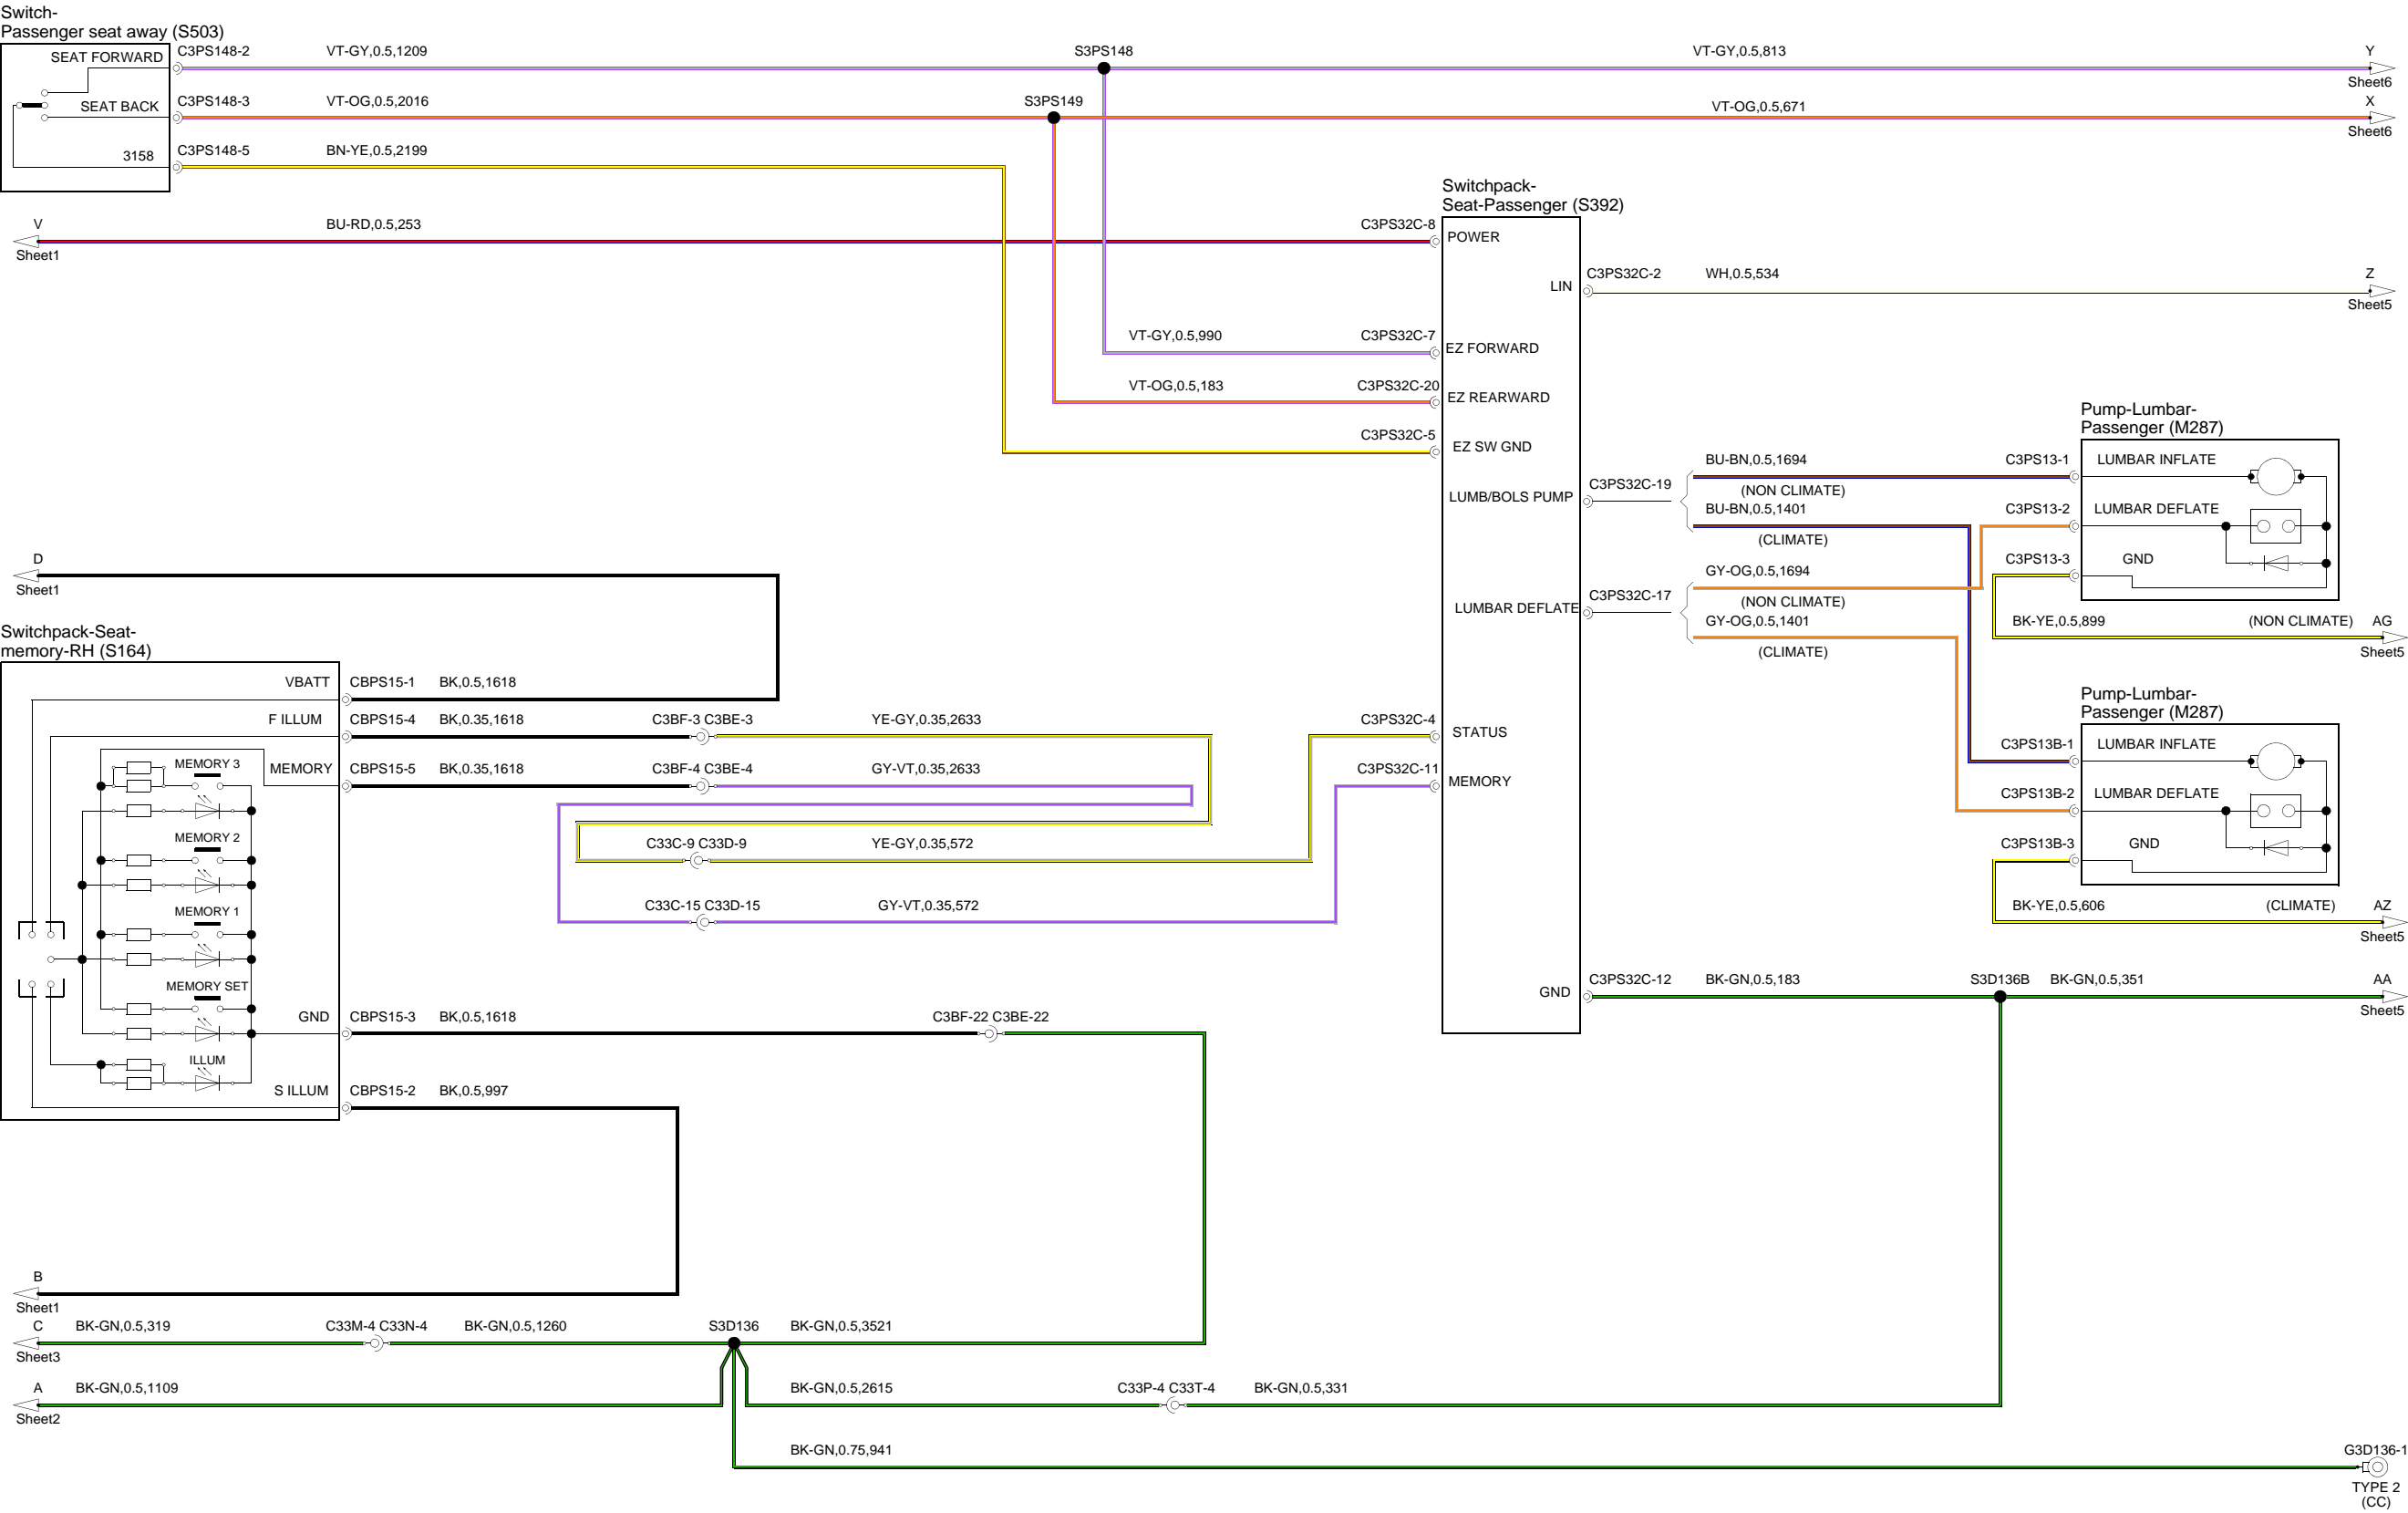 Switch-
Passenger seat away (S503)
SEAT FORWARD
C3PS148-2
VT-GY,0.5,1209
S3PS148
VT-GY,0.5,813
Y
Sheet6
SEAT BACK
C3PS148-3
VT-OG,0.5,2016
S3PS149
VT-OG,0.5,671
X
Sheet6
3158
C3PS148-5
BN-YE,0.5,2199
Switchpack-
Seat-Passenger (S392)
V
Sheet1
BU-RD,0.5,253
C3PS32C-8
POWER
LIN
C3PS32C-2
WH,0.5,534
Z
Sheet5
VT-GY,0.5,990
C3PS32C-7
EZ FORWARD
VT-OG,0.5,183
C3PS32C-20
EZ REARWARD
C3PS32C-5
EZ SW GND
Pump-Lumbar-
Passenger (M287)
BU-BN,0.5,1694
(NON CLIMATE)
C3PS13-1
LUMBAR INFLATE
LUMB/BOLS PUMP
C3PS32C-19
BU-BN,0.5,1401
(CLIMATE)
C3PS13-2
LUMBAR DEFLATE
C3PS13-3
GND
GY-OG,0.5,1694
(NON CLIMATE)
LUMBAR DEFLATE
C3PS32C-17
GY-OG,0.5,1401
(CLIMATE)
BK-YE,0.5,899
(NON CLIMATE)
AG
Sheet5
D
Sheet1
Switchpack-Seat-
memory-RH (S164)
VBATT
CBPS15-1
BK,0.5,1618
F ILLUM
CBPS15-4
BK,0.35,1618
C3BF-3 C3BE-3
YE-GY,0.35,2633
C3PS32C-4
STATUS
MEMORY 3
MEMORY
CBPS15-5
BK,0.35,1618
C3BF-4 C3BE-4
GY-VT,0.35,2633
C3PS32C-11
MEMORY
Pump-Lumbar-
Passenger (M287)
C3PS13B-1
LUMBAR INFLATE
C3PS13B-2
LUMBAR DEFLATE
C3PS13B-3
GND
MEMORY 2
C33C-9 C33D-9
YE-GY,0.35,572
MEMORY 1
C33C-15 C33D-15
GY-VT,0.35,572
BK-YE,0.5,606
(CLIMATE)
AZ
Sheet5
MEMORY SET
GND
C3PS32C-12
BK-GN,0.5,183
S3D136B
BK-GN,0.5,351
AA
Sheet5
GND
CBPS15-3
BK,0.5,1618
C3BF-22 C3BE-22
ILLUM
S ILLUM
CBPS15-2
BK,0.5,997
B
Sheet1
C
Sheet3
BK-GN,0.5,319
C33M-4 C33N-4
BK-GN,0.5,1260
S3D136
BK-GN,0.5,3521
A
Sheet2
BK-GN,0.5,1109
BK-GN,0.5,2615
C33P-4 C33T-4
BK-GN,0.5,331
BK-GN,0.75,941
G3D136-1
TYPE 2
(CC)